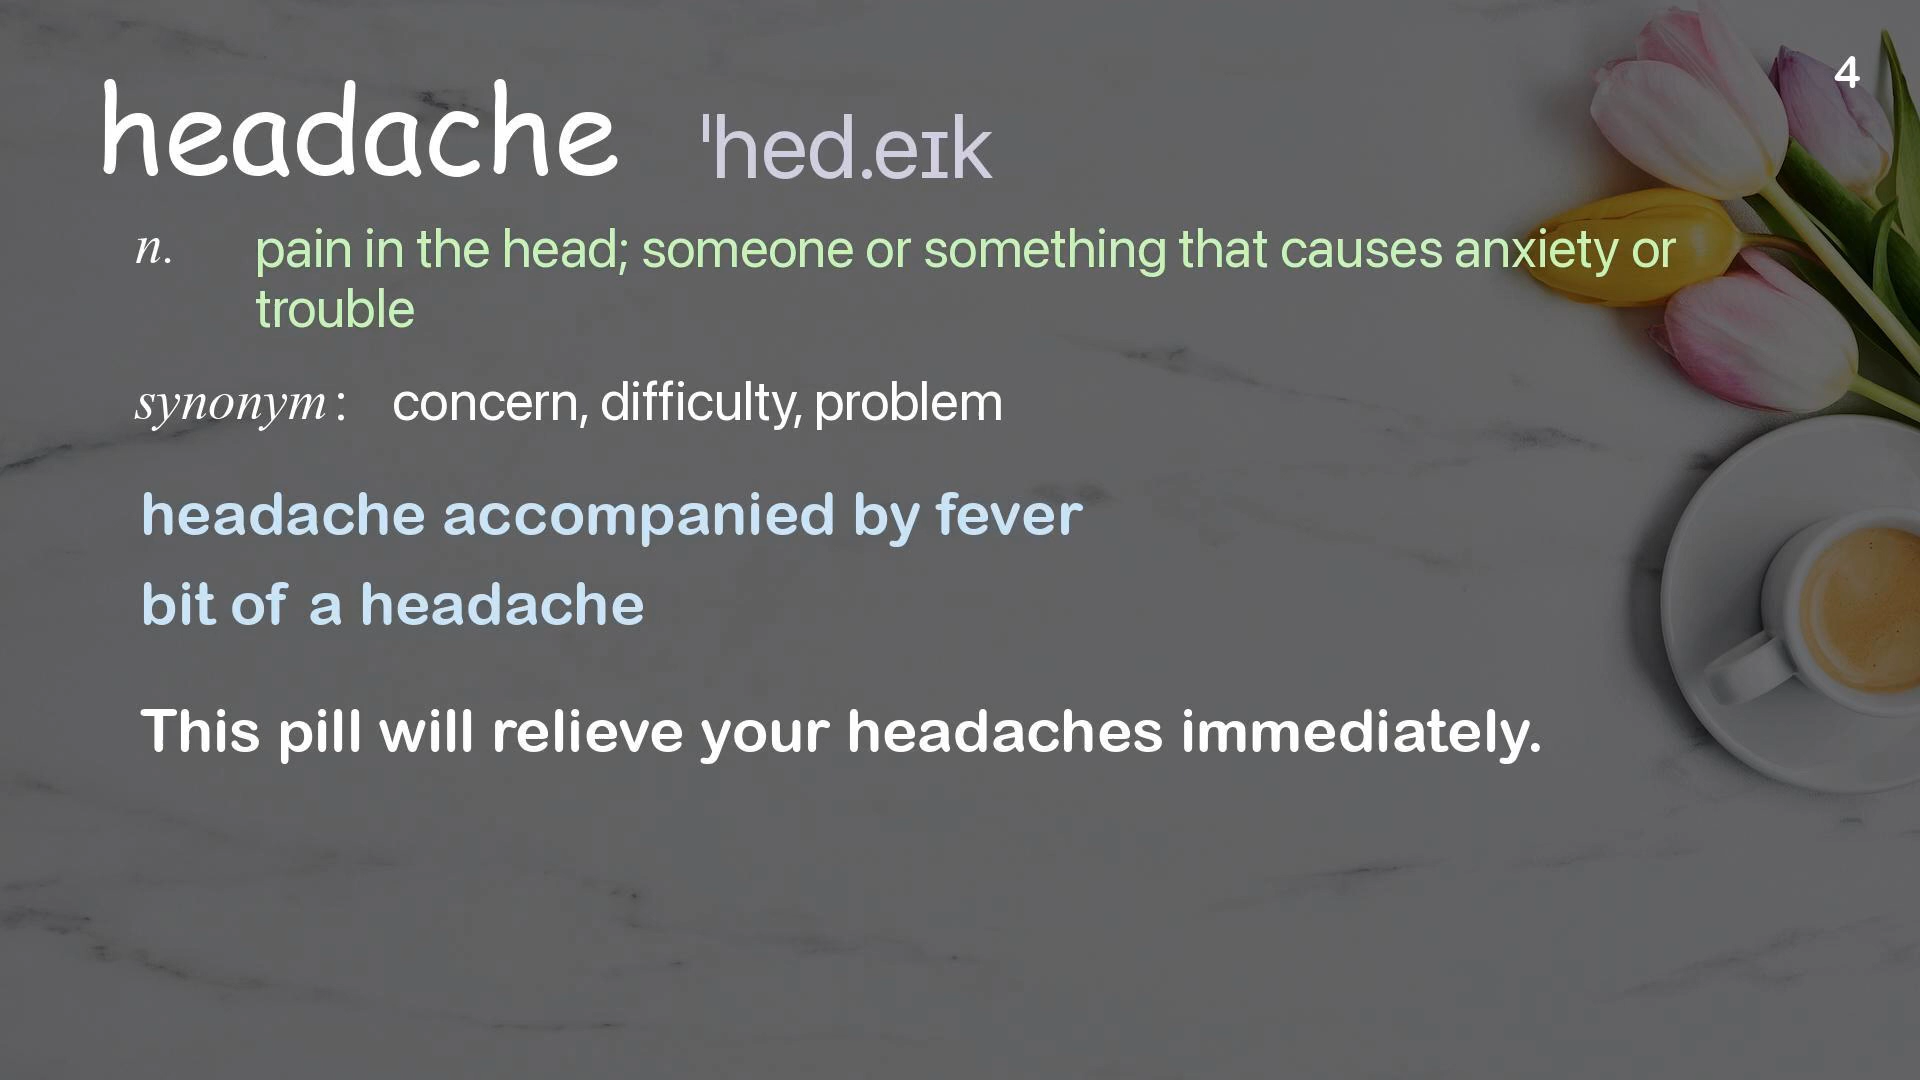 4
headache ˈhed.eɪk
n. pain in the head; someone or something that causes anxiety or
trouble
synonym: concern, difficulty, problem
headache accompanied by fever
bit of a headache
This pill will relieve your headaches immediately.